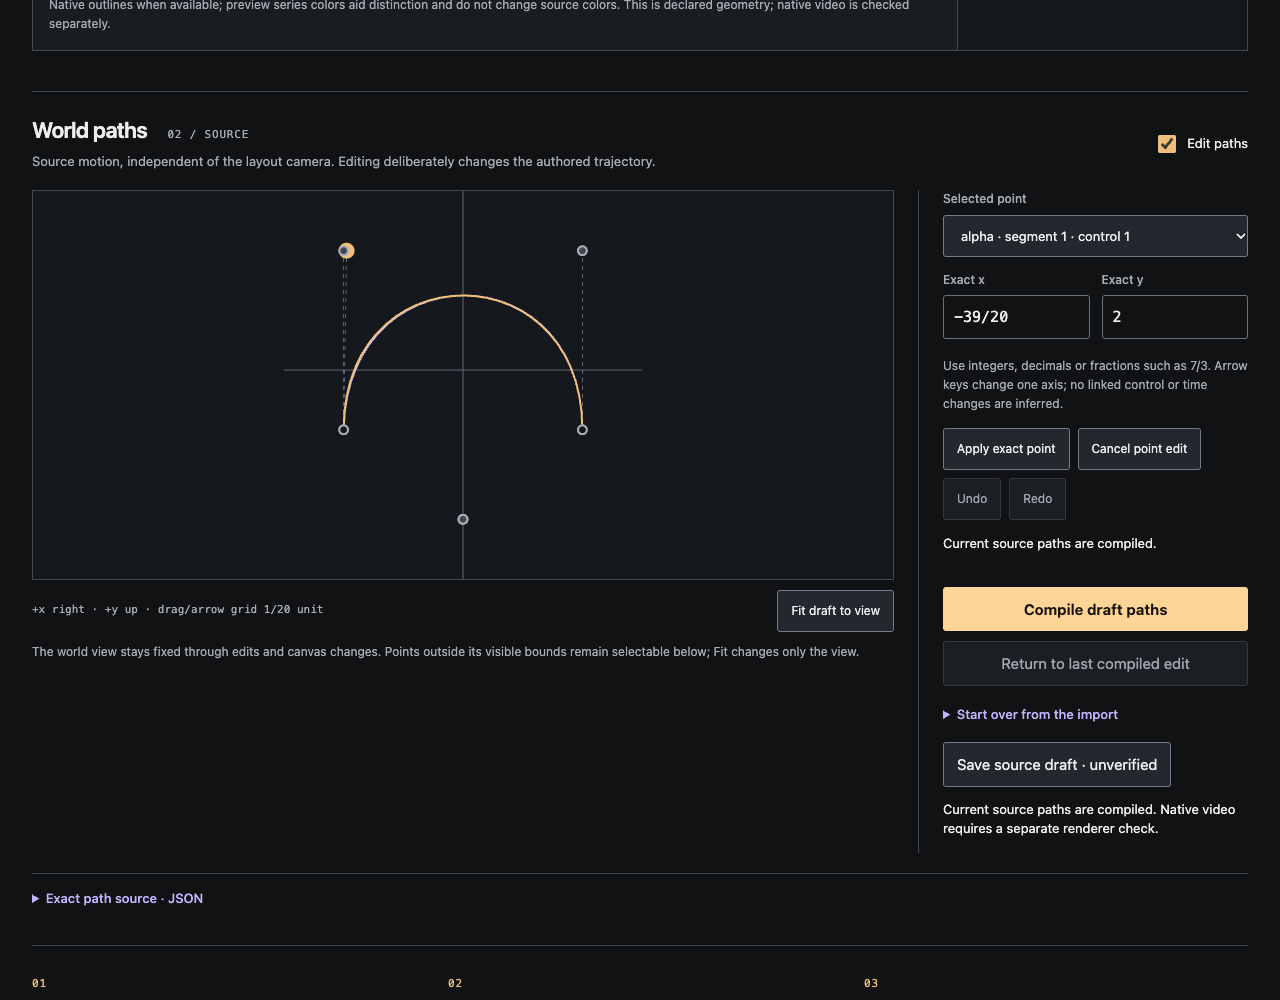 Native outlines when available; preview series colors aid distinction and do not change source colors. This is declared geometry; native video is checked
separately.
World paths
02 / SOURCE
Edit paths
Source motion, independent of the layout camera. Editing deliberately changes the authored trajectory.
Selected point
alpha · segment 1 · control 1
Exact x
Exact y
−39/20
2
Use integers, decimals or fractions such as 7/3. Arrow
keys change one axis; no linked control or time
changes are inferred.
Apply exact point
Cancel point edit
Undo
Redo
Current source paths are compiled.
Compile draft paths
Return to last compiled edit
Start over from the import
Save source draft · unverified
Current source paths are compiled. Native video
requires a separate renderer check.
+x right · +y up · drag/arrow grid 1/20 unit
Fit draft to view
The world view stays fixed through edits and canvas changes. Points outside its visible bounds remain selectable below; Fit changes only the view.
Exact path source · JSON
01
02
03